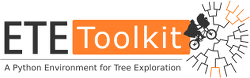 ETE Toolkit
A Python Environment for Tree Exploration